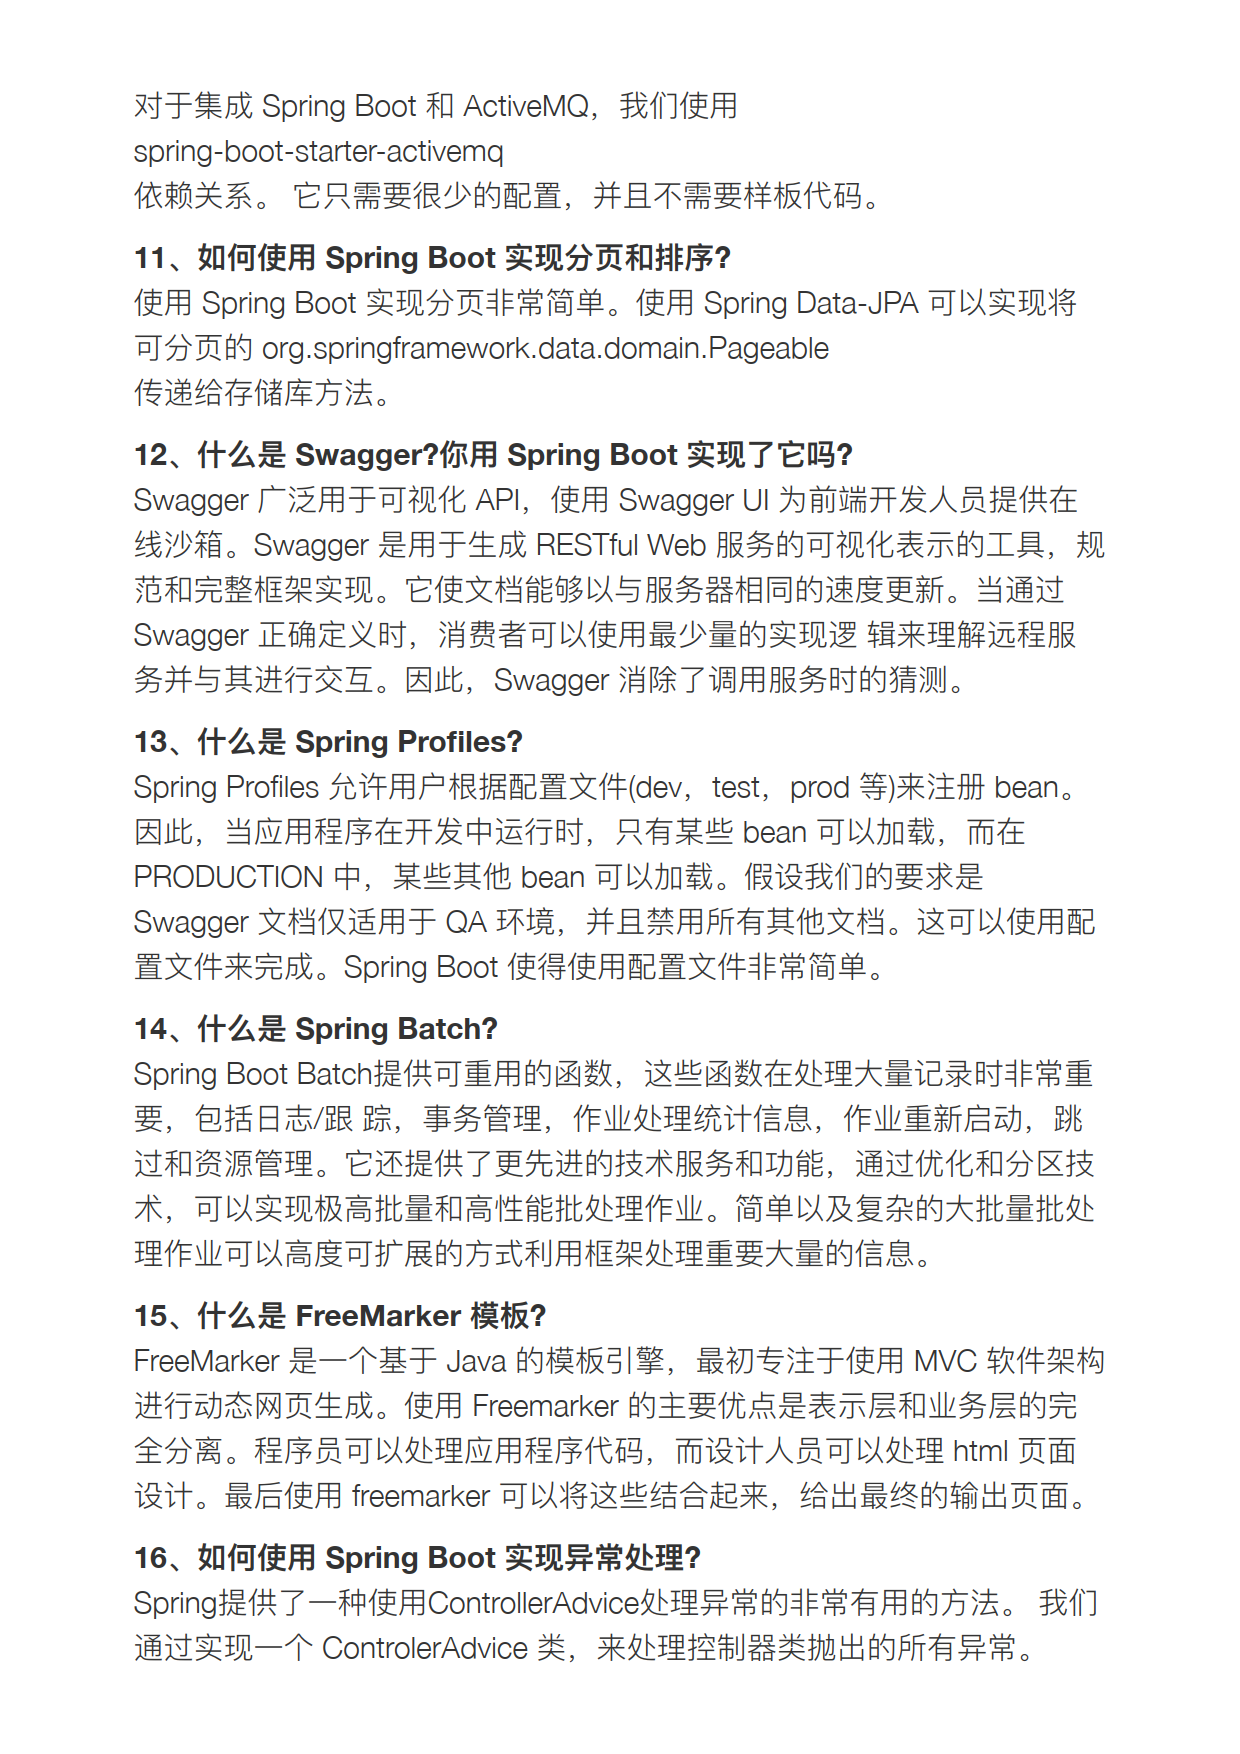 对于集成 Spring Boot 和 ActiveMQ，我们使用
spring-boot-starter-activemq
依赖关系。 它只需要很少的配置，并且不需要样板代码。
11、如何使用 Spring Boot 实现分页和排序?
使用 Spring Boot 实现分页非常简单。使用 Spring Data-JPA 可以实现将
可分页的 org.springframework.data.domain.Pageable
传递给存储库方法。
12、什么是 Swagger?你用 Spring Boot 实现了它吗?
Swagger 广泛用于可视化 API，使用 Swagger UI 为前端开发人员提供在
线沙箱。Swagger 是用于生成 RESTful Web 服务的可视化表示的工具，规
范和完整框架实现。它使文档能够以与服务器相同的速度更新。当通过
Swagger 正确定义时，消费者可以使用最少量的实现逻 辑来理解远程服
务并与其进行交互。因此，Swagger 消除了调用服务时的猜测。
13、什么是 Spring Profiles?
Spring Profiles 允许用户根据配置文件(dev，test，prod 等)来注册 bean。
因此，当应用程序在开发中运行时，只有某些 bean 可以加载，而在
PRODUCTION 中，某些其他 bean 可以加载。假设我们的要求是
Swagger 文档仅适用于 QA 环境，并且禁用所有其他文档。这可以使用配
置文件来完成。Spring Boot 使得使用配置文件非常简单。
14、什么是 Spring Batch?
Spring Boot Batch提供可重用的函数，这些函数在处理大量记录时非常重
要，包括日志/跟 踪，事务管理，作业处理统计信息，作业重新启动，跳
过和资源管理。它还提供了更先进的技术服务和功能，通过优化和分区技
术，可以实现极高批量和高性能批处理作业。简单以及复杂的大批量批处
理作业可以高度可扩展的方式利用框架处理重要大量的信息。
15、什么是 FreeMarker 模板?
FreeMarker 是一个基于 Java 的模板引擎，最初专注于使用 MVC 软件架构
进行动态网页生成。使用 Freemarker 的主要优点是表示层和业务层的完
全分离。程序员可以处理应用程序代码，而设计人员可以处理 html 页面
设计。最后使用 freemarker 可以将这些结合起来，给出最终的输出页面。
16、如何使用 Spring Boot 实现异常处理?
Spring提供了一种使用ControllerAdvice处理异常的非常有用的方法。 我们
通过实现一个 ControlerAdvice 类，来处理控制器类抛出的所有异常。